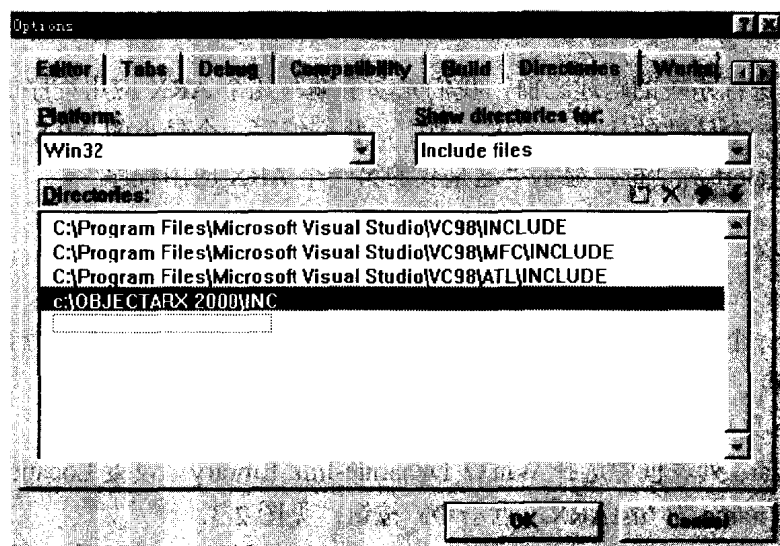 Options
Editor Tabs Debug Compatibility Build Directories Works
Platform: Show directories for:
Win32 Include files
Directories:
C:\Program Files\Microsoft Visual Studio\VC98\INCLUDE
C:\Program Files\Microsoft Visual Studio\VC98\MFC\INCLUDE
C:\Program Files\Microsoft Visual Studio\VC98\ATL\INCLUDE
c:\OBJECTARX 2000\INC
OK Cancel